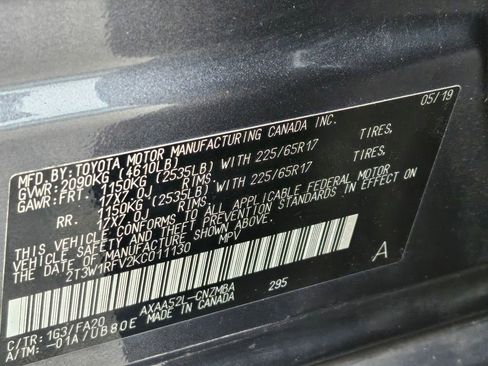 MFD. BY: TOYOTA MOTOR MANUFACTURING CANADA INC. 05/19
GVWR: 2090KG (4610LB)
GAWR: FRT- 1150KG (2535LB) WITH 225/65R17 TIRES,
17X7.0J RIMS,
RR. 1150KG (2535LB) WITH 225/65R17 TIRES,
17X7.0J RIMS,
THIS VEHICLE CONFORMS TO ALL APPLICABLE FEDERAL MOTOR
VEHICLE SAFETY STANDARDS IN EFFECT ON
THE DATE OF MANUFACTURE SHOWN ABOVE.
2T3W1RFV2KC011130 MPV A
C/TR: 1G3/FA20 AXAA52L-CNZMBA 295
A/TM: -01A/UB80E MADE IN CANADA